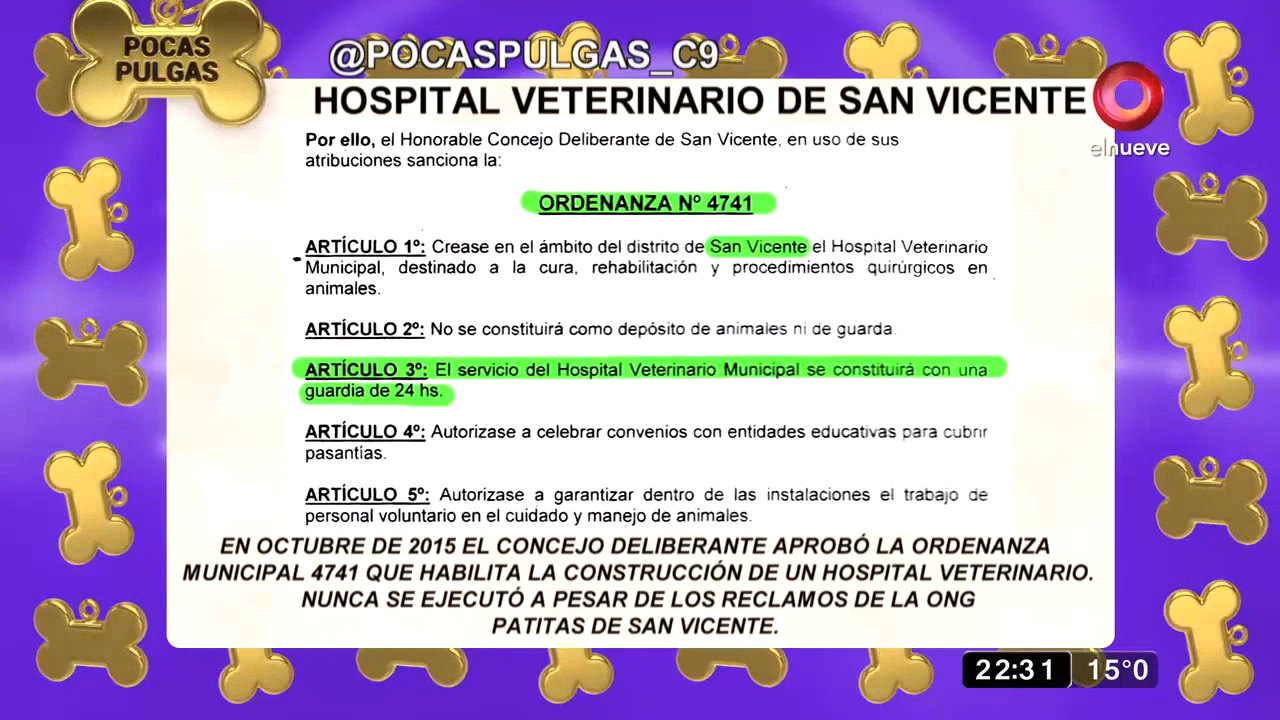 POCAS
PULGAS
@POCASPULGAS_C9
HOSPITAL VETERINARIO DE SAN VICENTE
elnueve
Por ello, el Honorable Concejo Deliberante de San Vicente, en uso de sus
atribuciones sanciona la:
ORDENANZA Nº 4741
ARTÍCULO 1º: Crease en el ámbito del distrito de San Vicente el Hospital Veterinario
Municipal, destinado a la cura, rehabilitación y procedimientos quirúrgicos en
animales.
ARTÍCULO 2º: No se constituirá como depósito de animales ni de guarda.
ARTÍCULO 3º: El servicio del Hospital Veterinario Municipal se constituirá con una
guardia de 24 hs.
ARTÍCULO 4º: Autorizase a celebrar convenios con entidades educativas para cubrir
pasantías.
ARTÍCULO 5º: Autorizase a garantizar dentro de las instalaciones el trabajo de
personal voluntario en el cuidado y manejo de animales.
EN OCTUBRE DE 2015 EL CONCEJO DELIBERANTE APROBÓ LA ORDENANZA
MUNICIPAL 4741 QUE HABILITA LA CONSTRUCCIÓN DE UN HOSPITAL VETERINARIO.
NUNCA SE EJECUTÓ A PESAR DE LOS RECLAMOS DE LA ONG
PATITAS DE SAN VICENTE.
22:31 15°0